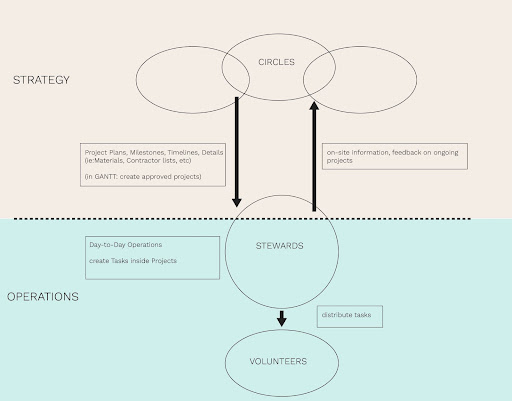 CIRCLES
STRATEGY
Project Plans, Milestones, Timelines, Details
(ie:Materials, Contractor lists, etc)
(in GANTT: create approved projects)
on-site information, feedback on ongoing
projects
Day-to-Day Operations
create Tasks inside Projects
STEWARDS
OPERATIONS
distribute tasks
VOLUNTEERS